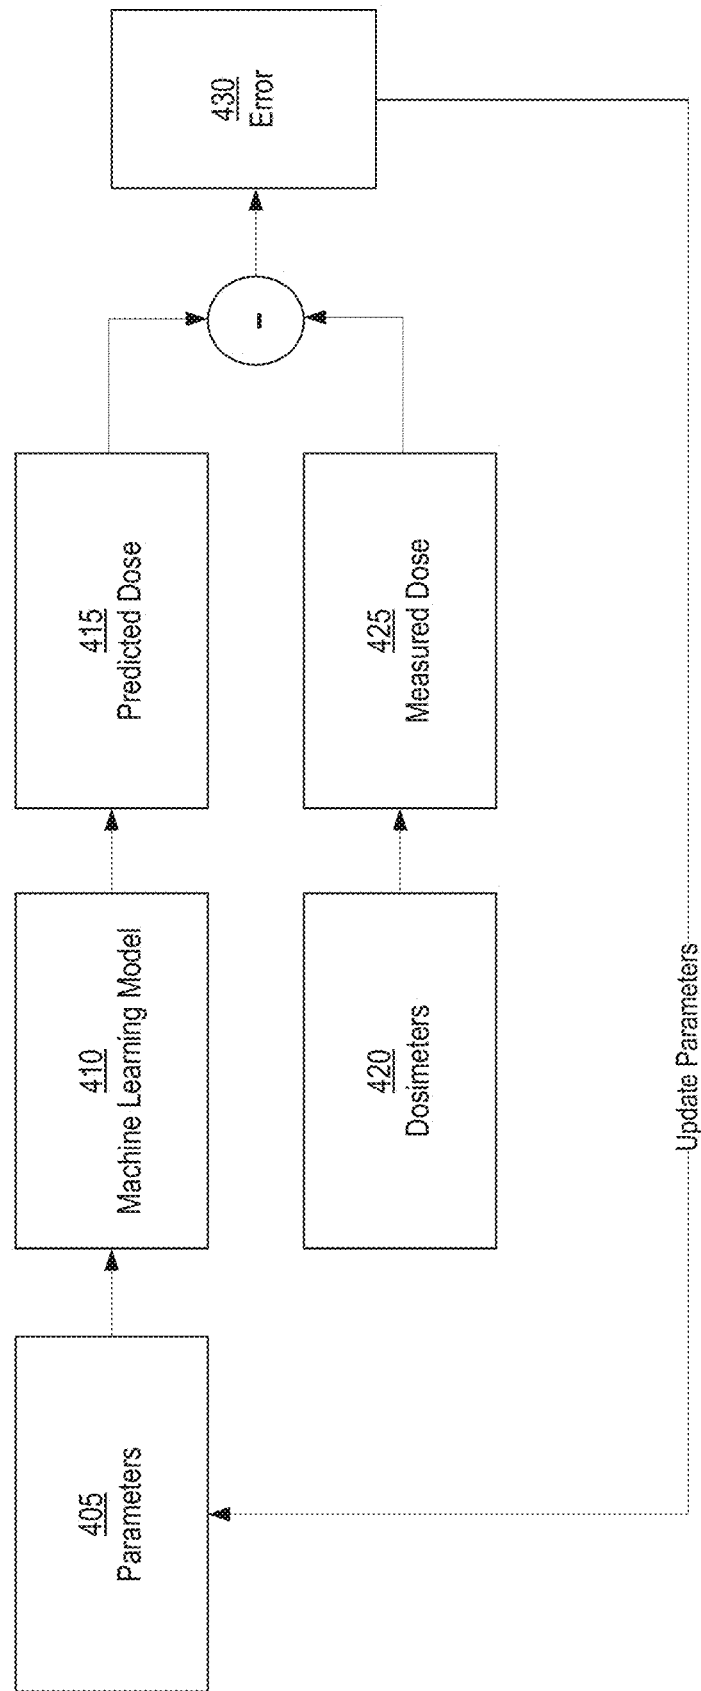 405
Parameters
410
Machine Learning Model
415
Predicted Dose
420
Dosimeters
425
Measured Dose
-
430
Error
Update Parameters